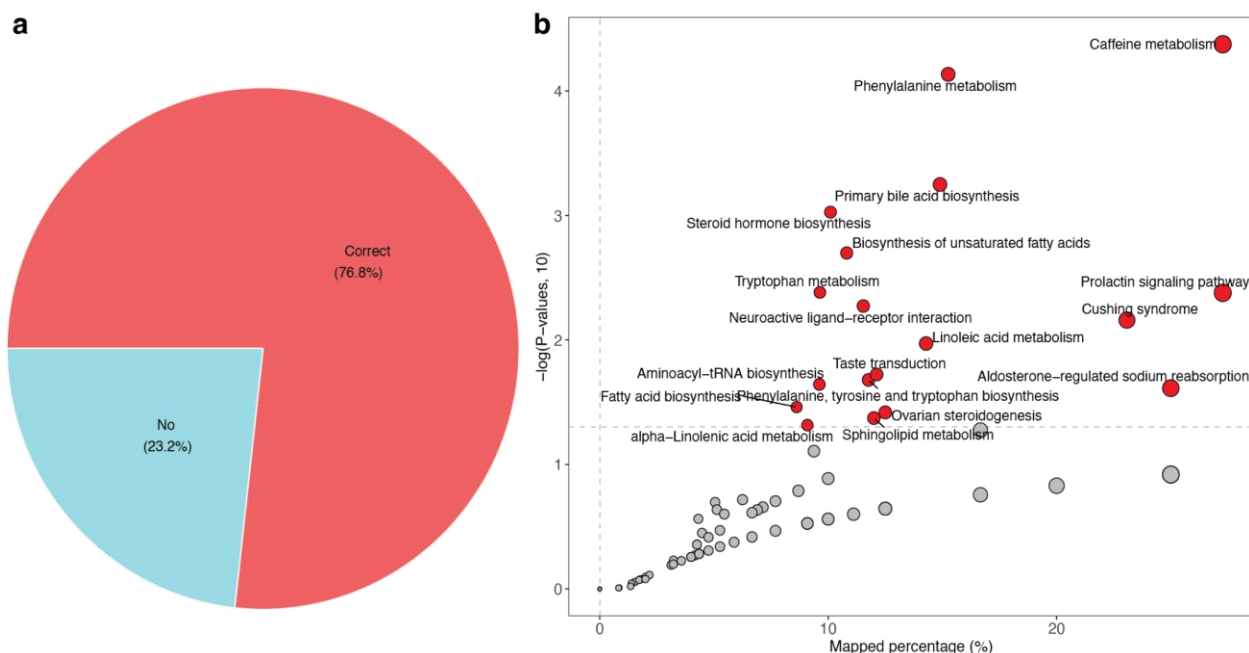 a
Correct
(76.8%)
No
(23.2%)
b
Caffeine metabolism
Phenylalanine metabolism
Primary bile acid biosynthesis
Steroid hormone biosynthesis
Biosynthesis of unsaturated fatty acids
Tryptophan metabolism
Prolactin signaling pathway
Neuroactive ligand−receptor interaction
Cushing syndrome
Linoleic acid metabolism
Taste transduction
Aminoacyl−tRNA biosynthesis
Aldosterone−regulated sodium reabsorption
Fatty acid biosynthesis
Phenylalanine, tyrosine and tryptophan biosynthesis
Ovarian steroidogenesis
alpha−Linolenic acid metabolism
Sphingolipid metabolism
−log(P−values, 10)
4
3
2
1
0
0
10
20
Mapped percentage (%)